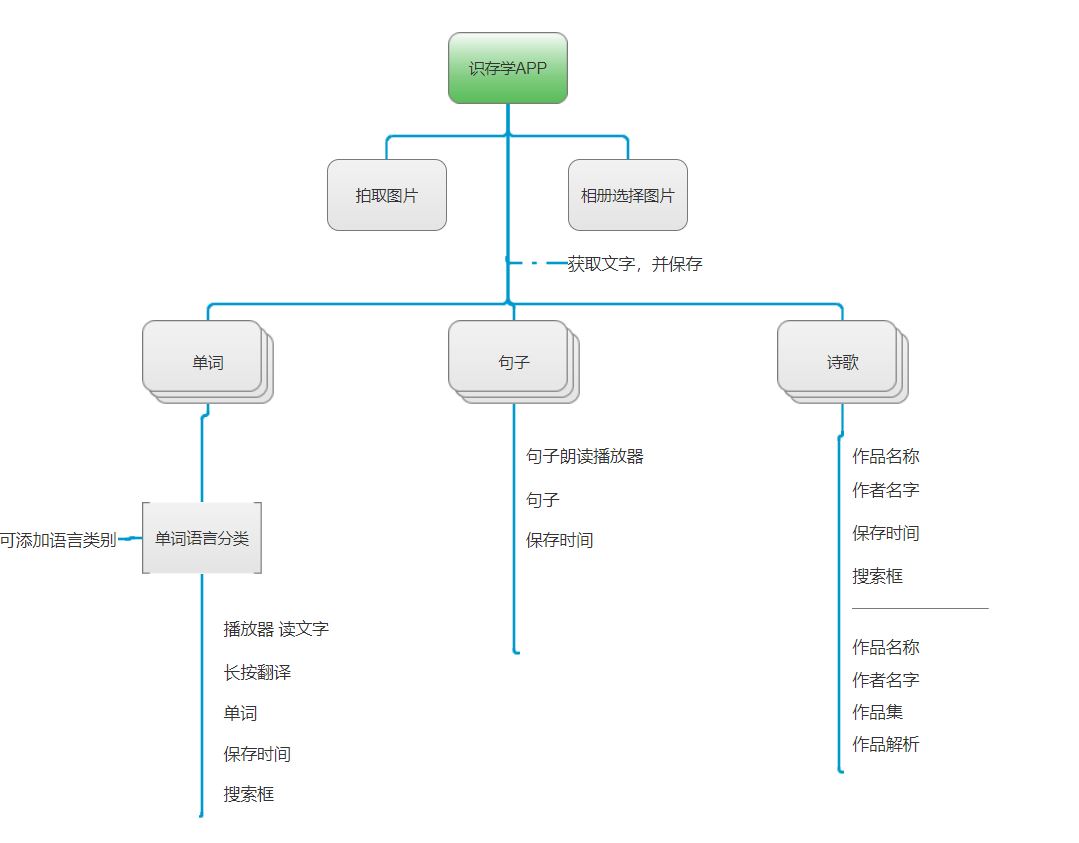 识存学APP
拍取图片
相册选择图片
获取文字，并保存
单词
句子
诗歌
可添加语言类别
单词语言分类
播放器 读文字
长按翻译
单词
保存时间
搜索框
句子朗读播放器
句子
保存时间
作品名称
作者名字
保存时间
搜索框
作品名称
作者名字
作品集
作品解析